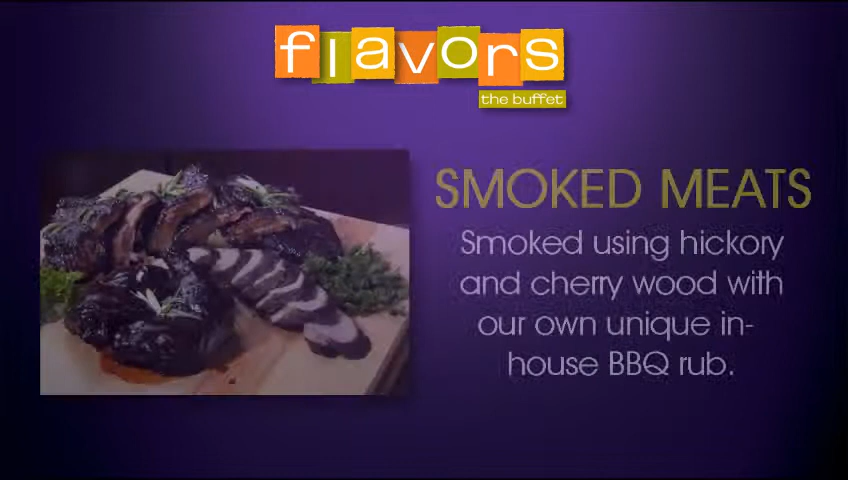 flavors
the buffet
SMOKED MEATS
Smoked using hickory
and cherry wood with
our own unique in-
house BBQ rub.